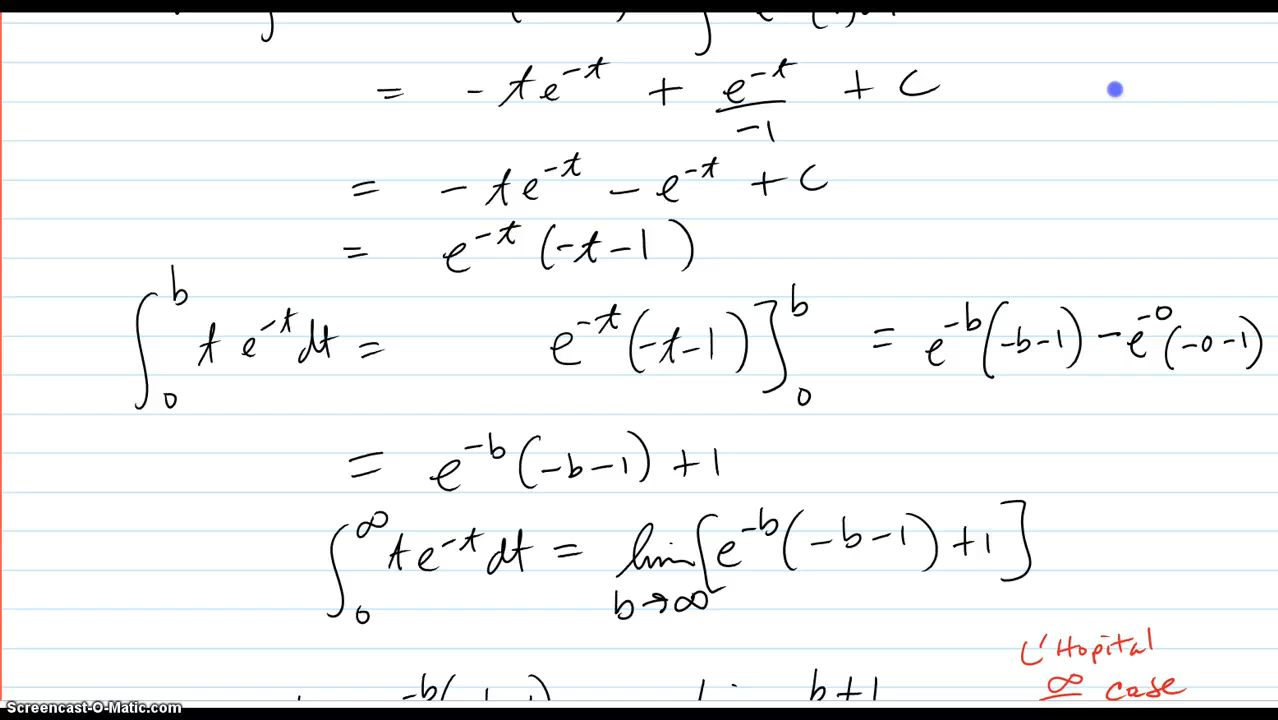 = -te^{-t} + e^{-t}/-1 + C
= -te^{-t} - e^{-t} + C
= e^{-t}(-t-1)
∫_0^b te^{-t}dt = e^{-t}(-t-1)]_0^b = e^{-b}(-b-1) - e^{-0}(-0-1)
= e^{-b}(-b-1) + 1
∫_0^∞ te^{-t}dt = lim_{b→∞}[e^{-b}(-b-1) + 1]
L'Hopital
∞ case
b+1
Screencast-O-Matic.com